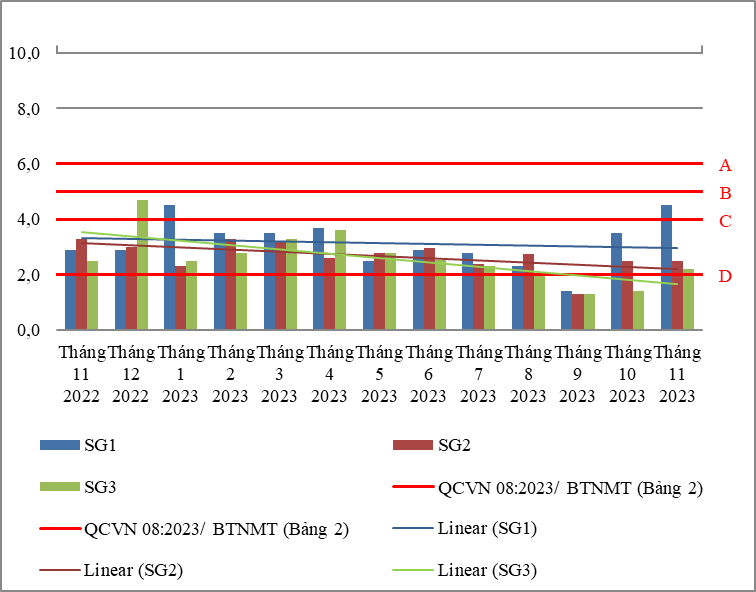 10,0
8,0
6,0
4,0
2,0
0,0
A
B
C
D
Tháng 11 2022
Tháng 12 2022
Tháng 1 2023
Tháng 2 2023
Tháng 3 2023
Tháng 4 2023
Tháng 5 2023
Tháng 6 2023
Tháng 7 2023
Tháng 8 2023
Tháng 9 2023
Tháng 10 2023
Tháng 11 2023
SG1
SG2
SG3
QCVN 08:2023/ BTNMT (Bảng 2)
QCVN 08:2023/ BTNMT (Bảng 2)
Linear (SG1)
Linear (SG2)
Linear (SG3)